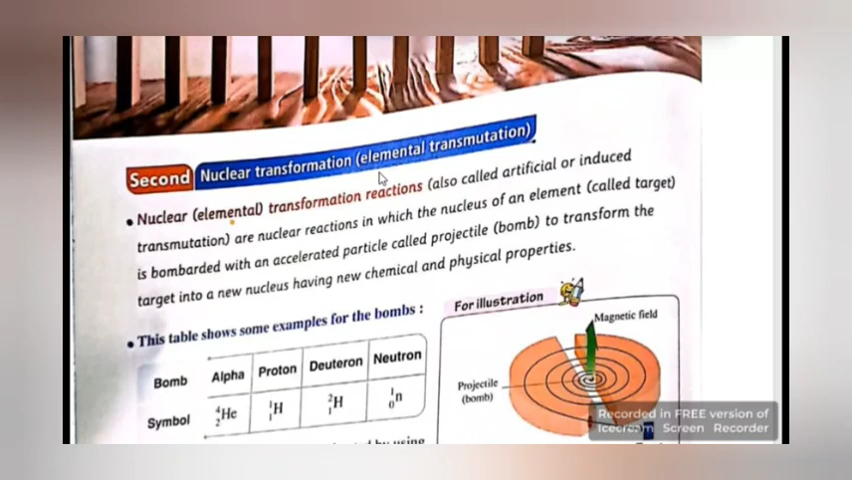 Second Nuclear transformation (elemental transmutation)
• Nuclear (elemental) transformation reactions (also called artificial or induced
transmutation) are nuclear reactions in which the nucleus of an element (called target)
is bombarded with an accelerated particle called projectile (bomb) to transform the
target into a new nucleus having new chemical and physical properties.
• This table shows some examples for the bombs :
Bomb Alpha Proton Deuteron Neutron
Symbol ⁴₂He ¹₁H ²₁H ¹₀n
by using
For illustration
Magnetic field
Projectile
(bomb)
Recorded in FREE version of
Icecream Screen Recorder